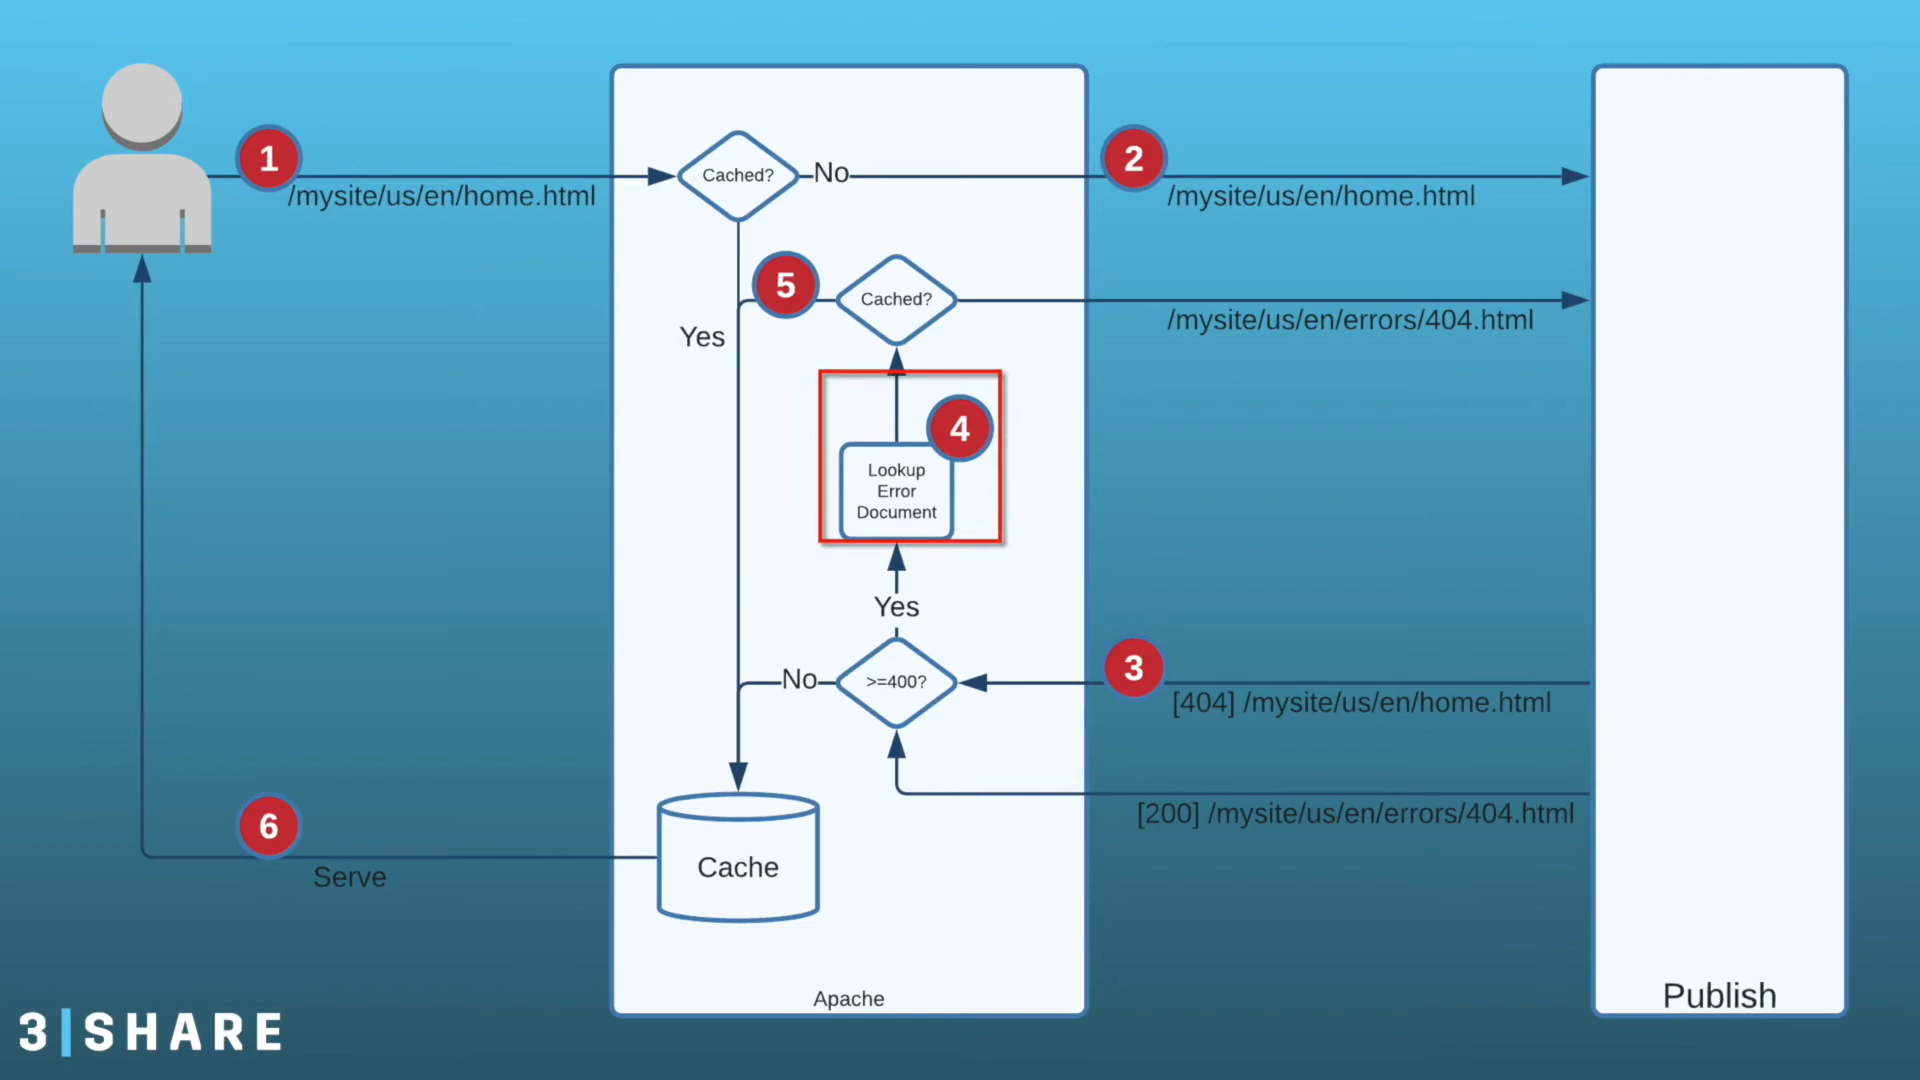 1
/mysite/us/en/home.html
Cached?
No
2
/mysite/us/en/home.html
5
Cached?
/mysite/us/en/errors/404.html
Yes
4
Lookup
Error
Document
Yes
3
No
>=400?
[404] /mysite/us/en/home.html
[200] /mysite/us/en/errors/404.html
6
Serve
Cache
Apache
Publish
3|SHARE